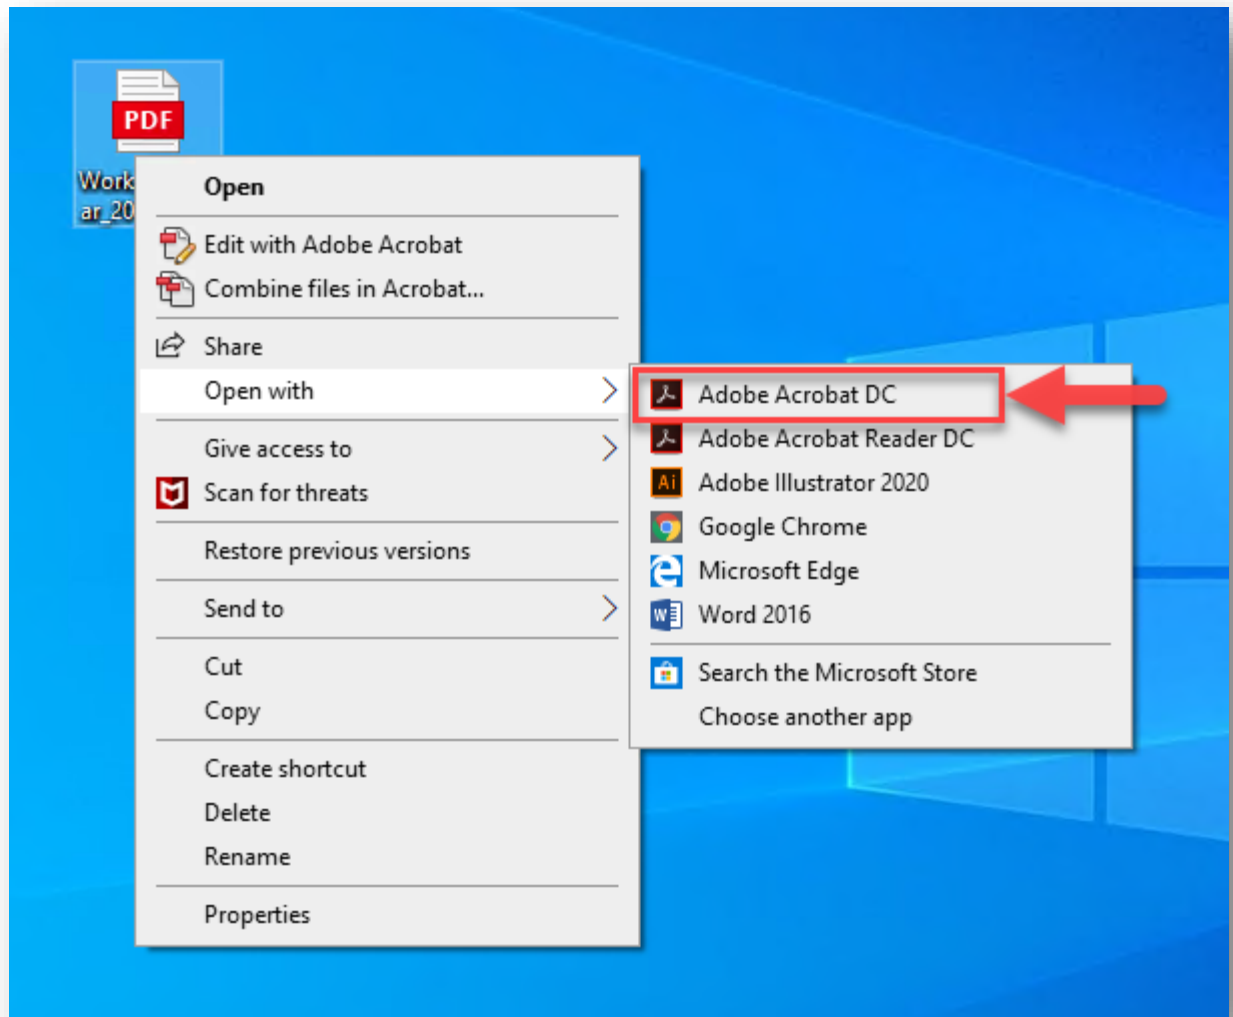 PDF
Work
ar_20
Open
Edit with Adobe Acrobat
Combine files in Acrobat...
Share
Open with
Give access to
Scan for threats
Restore previous versions
Send to
Cut
Copy
Create shortcut
Delete
Rename
Properties
Adobe Acrobat DC
Adobe Acrobat Reader DC
Ai
Adobe Illustrator 2020
Google Chrome
Microsoft Edge
W
Word 2016
Search the Microsoft Store
Choose another app